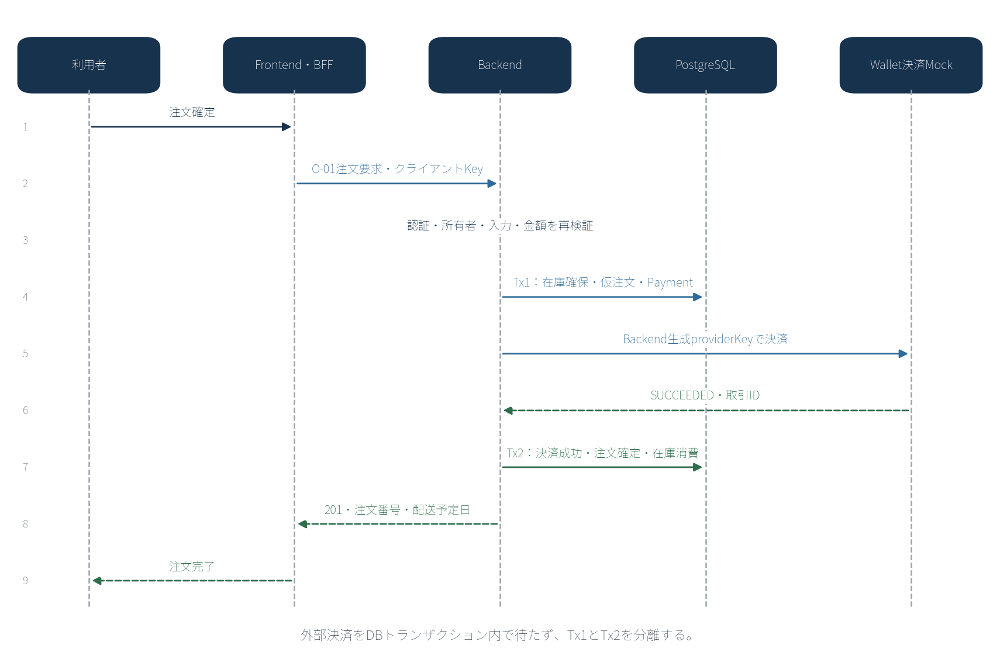 利用者
Frontend・BFF
Backend
PostgreSQL
Wallet決済Mock
注文確定
1
O-01注文要求・クライアントKey
2
認証・所有者・入力・金額を再検証
3
Tx1：在庫確保・仮注文・Payment
4
Backend生成providerKeyで決済
5
SUCCEEDED・取引ID
6
Tx2：決済成功・注文確定・在庫消費
7
201・注文番号・配送予定日
8
注文完了
9
外部決済をDBトランザクション内で待たず、Tx1とTx2を分離する。